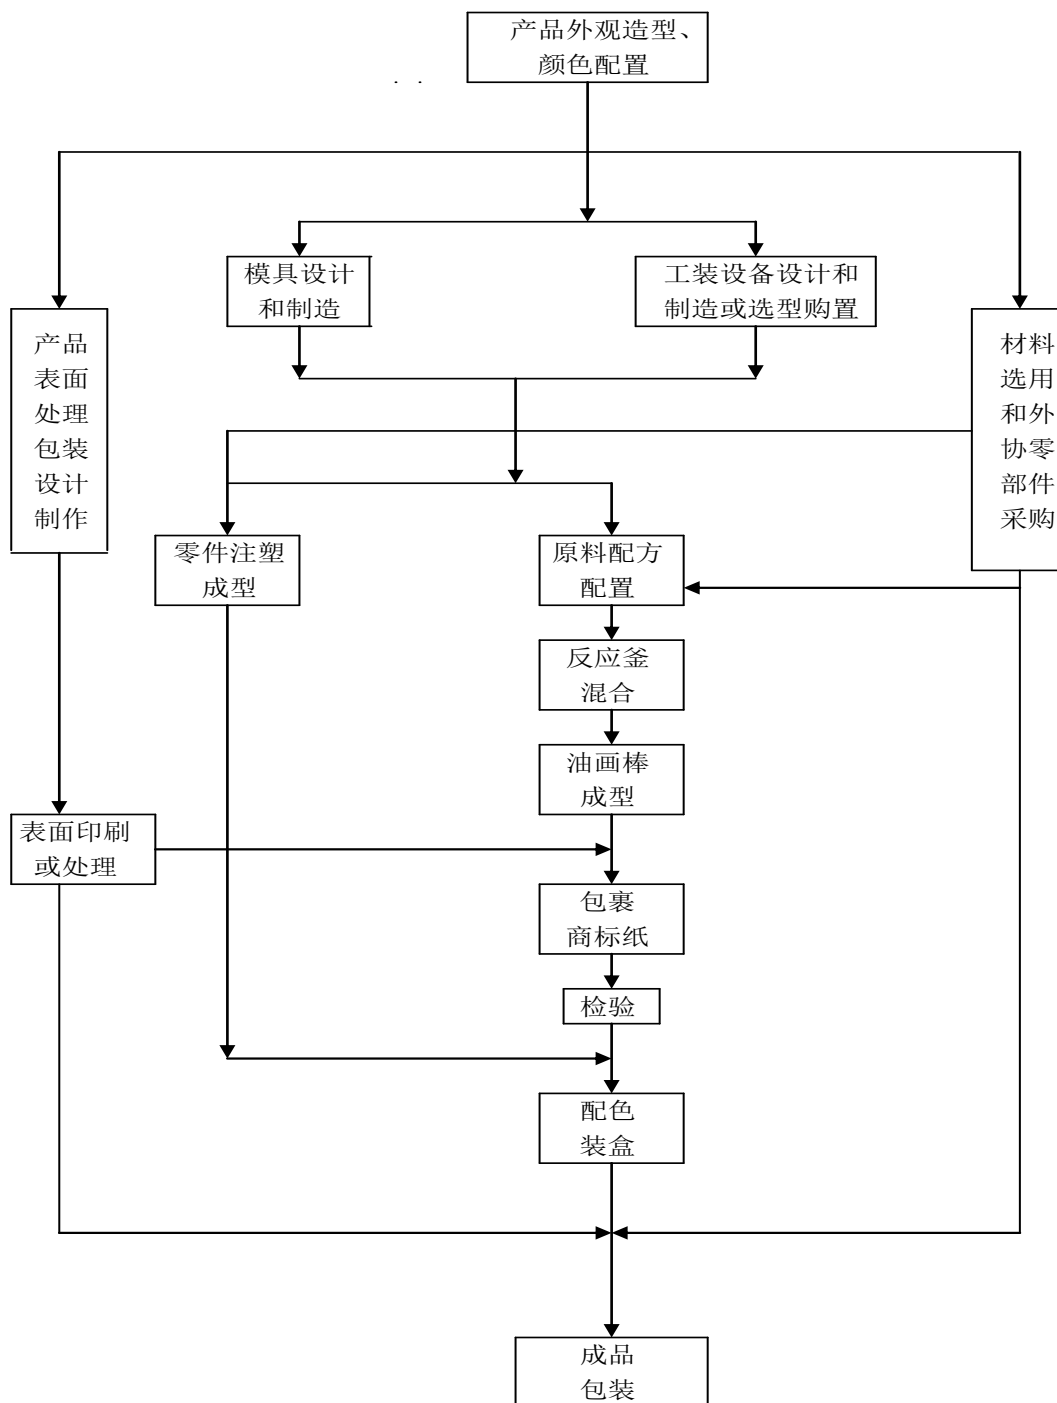 产品外观造型、
颜色配置
模具设计
和制造
工装设备设计和
制造或选型购置
产品
表面
处理
包装
设计
制作
材料
选用
和外
协零
部件
采购
零件注塑
成型
原料配方
配置
反应釜
混合
油画棒
成型
表面印刷
或处理
包裹
商标纸
检验
配色
装盒
成品
包装